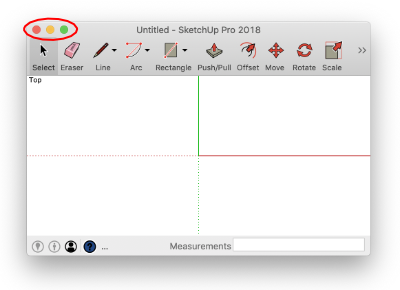 Untitled - SketchUp Pro 2018
Select Eraser Line Arc Rectangle Push/Pull Offset Move Rotate Scale
Top
? ... Measurements